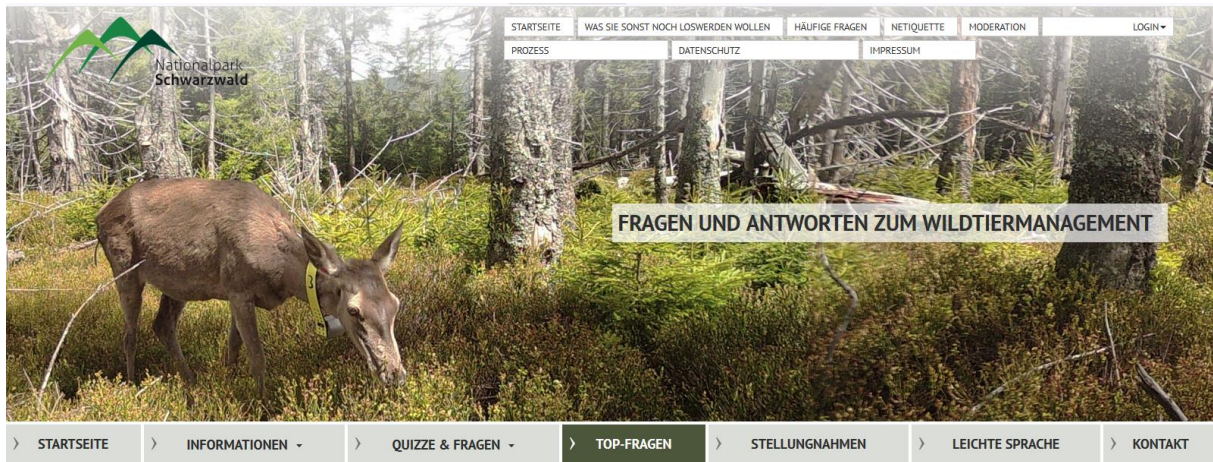 Nationalpark
Schwarzwald
STARTSEITE WAS SIE SONST NOCH LOSWERDEN WOLLEN HÄUFIGE FRAGEN NETIQUETTE MODERATION LOGIN
PROZESS DATENSCHUTZ IMPRESSUM
FRAGEN UND ANTWORTEN ZUM WILDTIERMANAGEMENT
3
STARTSEITE INFORMATIONEN QUIZZE & FRAGEN TOP-FRAGEN STELLUNGNAHMEN LEICHTE SPRACHE KONTAKT